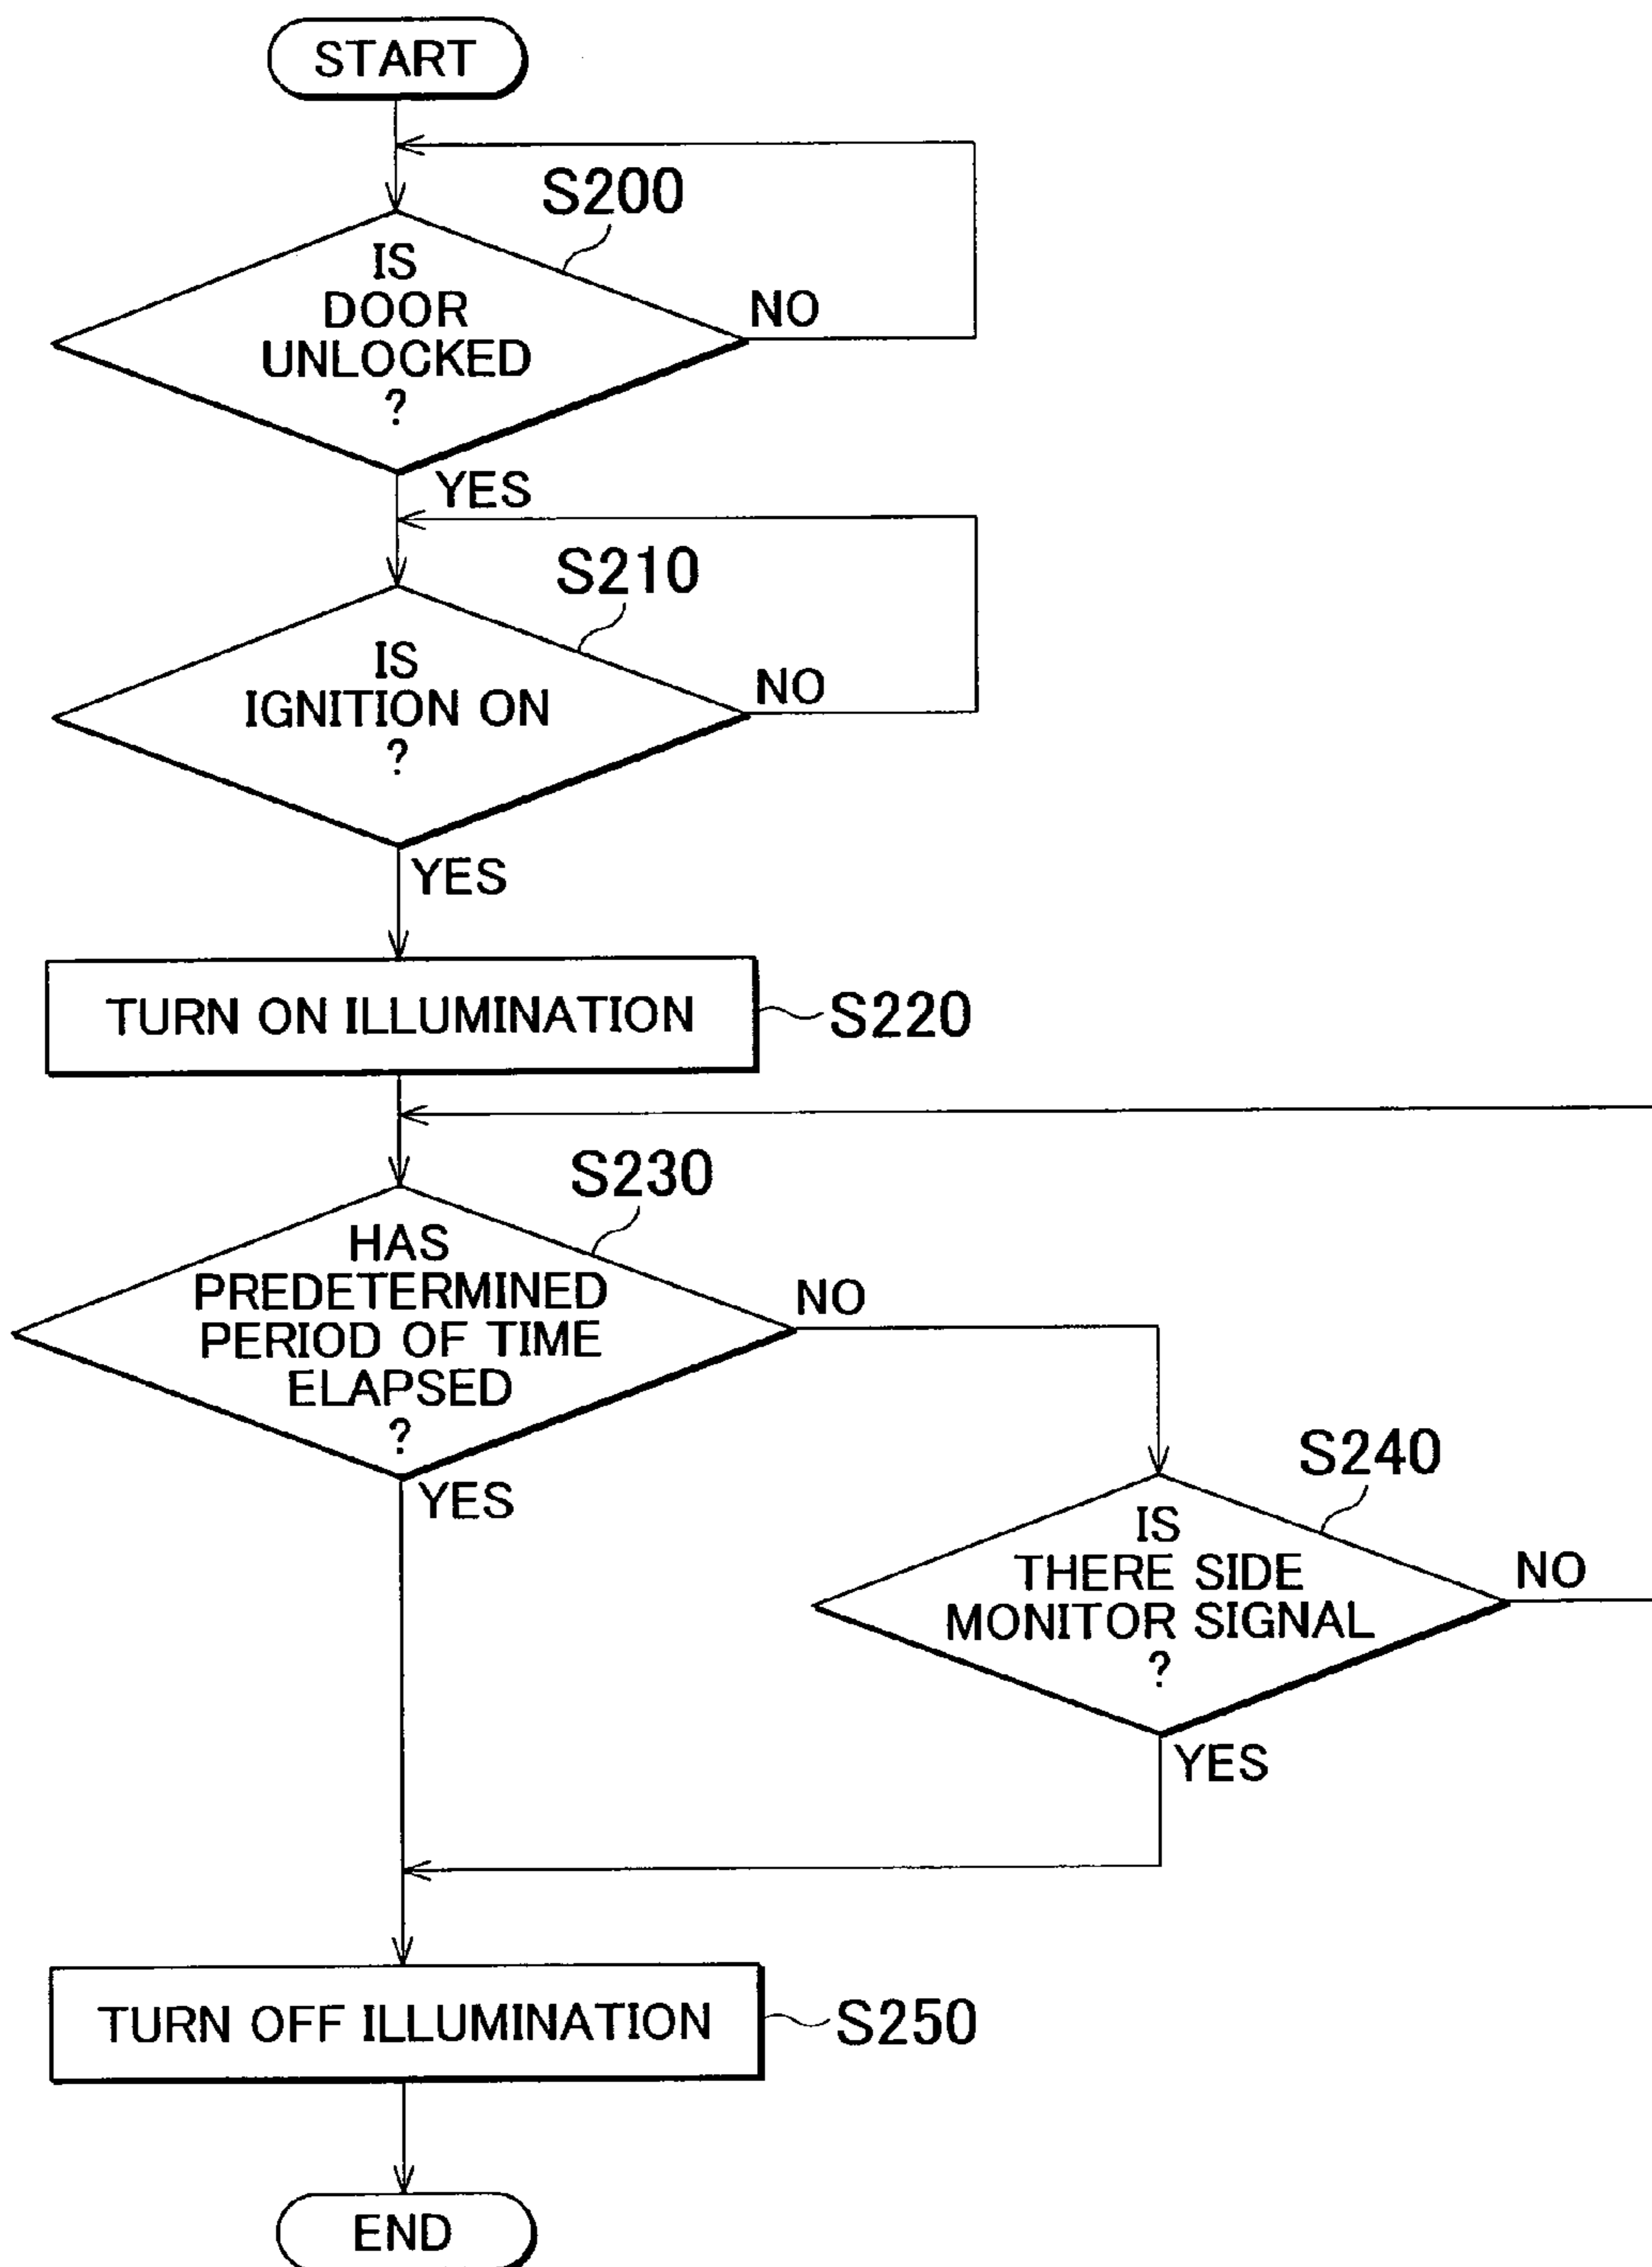 START
S200
IS
DOOR
UNLOCKED
?
NO
YES
S210
IS
IGNITION ON
?
NO
YES
TURN ON ILLUMINATION
S220
S230
HAS
PREDETERMINED
PERIOD OF TIME
ELAPSED
?
NO
YES
S240
IS
THERE SIDE
MONITOR SIGNAL
?
NO
YES
TURN OFF ILLUMINATION
S250
END